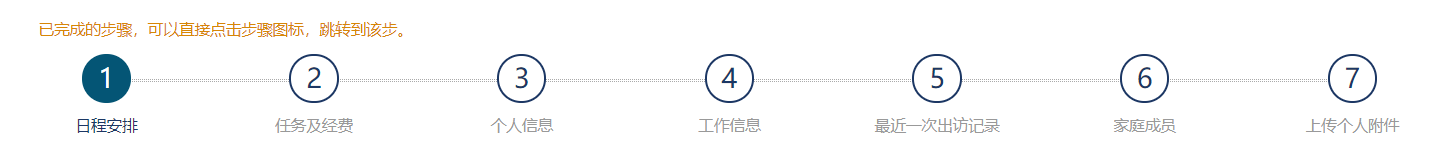 已完成的步骤，可以直接点击步骤图标，跳转到该步。
1 2 3 4 5 6 7
日程安排 任务及经费 个人信息 工作信息 最近一次出访记录 家庭成员 上传个人附件